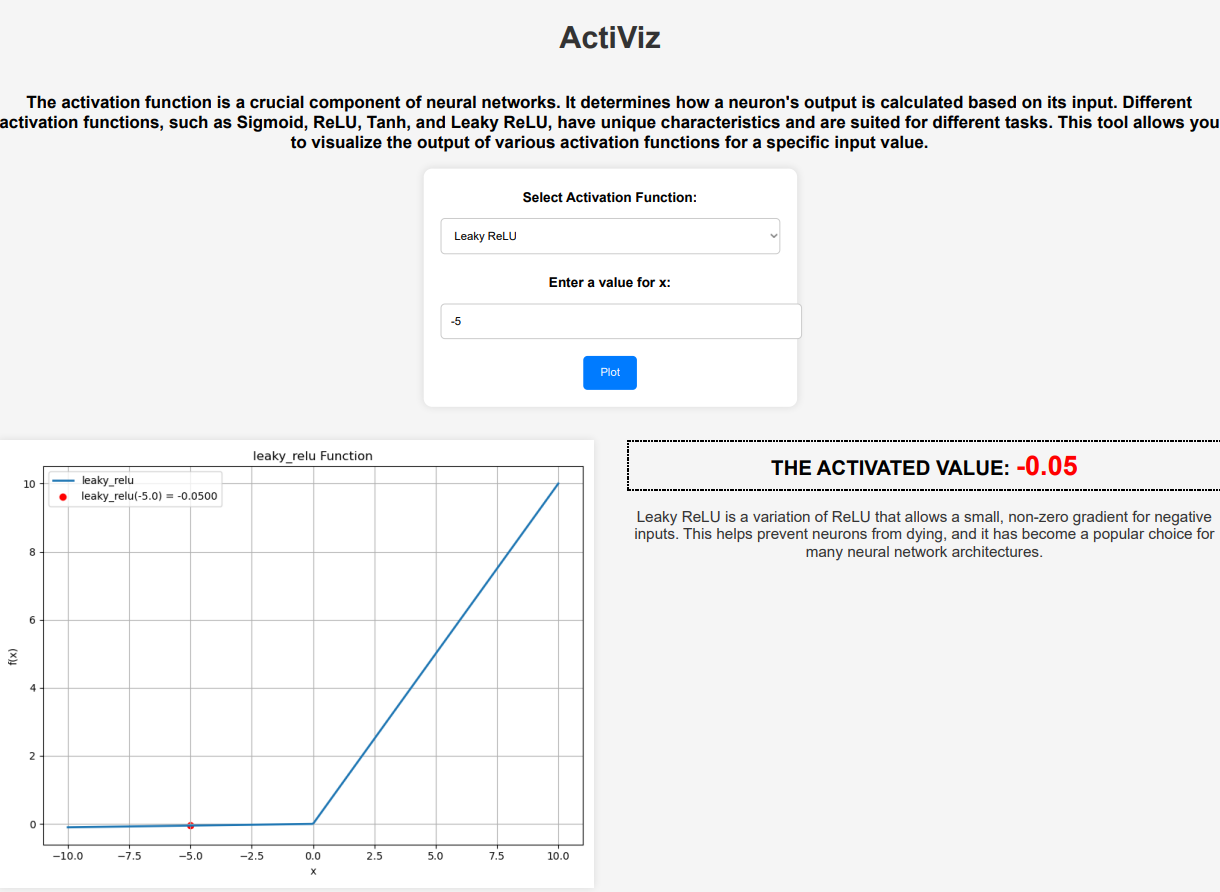 ActiViz
The activation function is a crucial component of neural networks. It determines how a neuron's output is calculated based on its input. Different
activation functions, such as Sigmoid, ReLU, Tanh, and Leaky ReLU, have unique characteristics and are suited for different tasks. This tool allows you
to visualize the output of various activation functions for a specific input value.
Select Activation Function:
Leaky ReLU
Enter a value for x:
-5
Plot
leaky_relu Function
leaky_relu
leaky_relu(-5.0) = -0.0500
10
8
6
4
2
0
f(x)
−10.0 −7.5 −5.0 −2.5 0.0 2.5 5.0 7.5 10.0
x
THE ACTIVATED VALUE: -0.05
Leaky ReLU is a variation of ReLU that allows a small, non-zero gradient for negative
inputs. This helps prevent neurons from dying, and it has become a popular choice for
many neural network architectures.